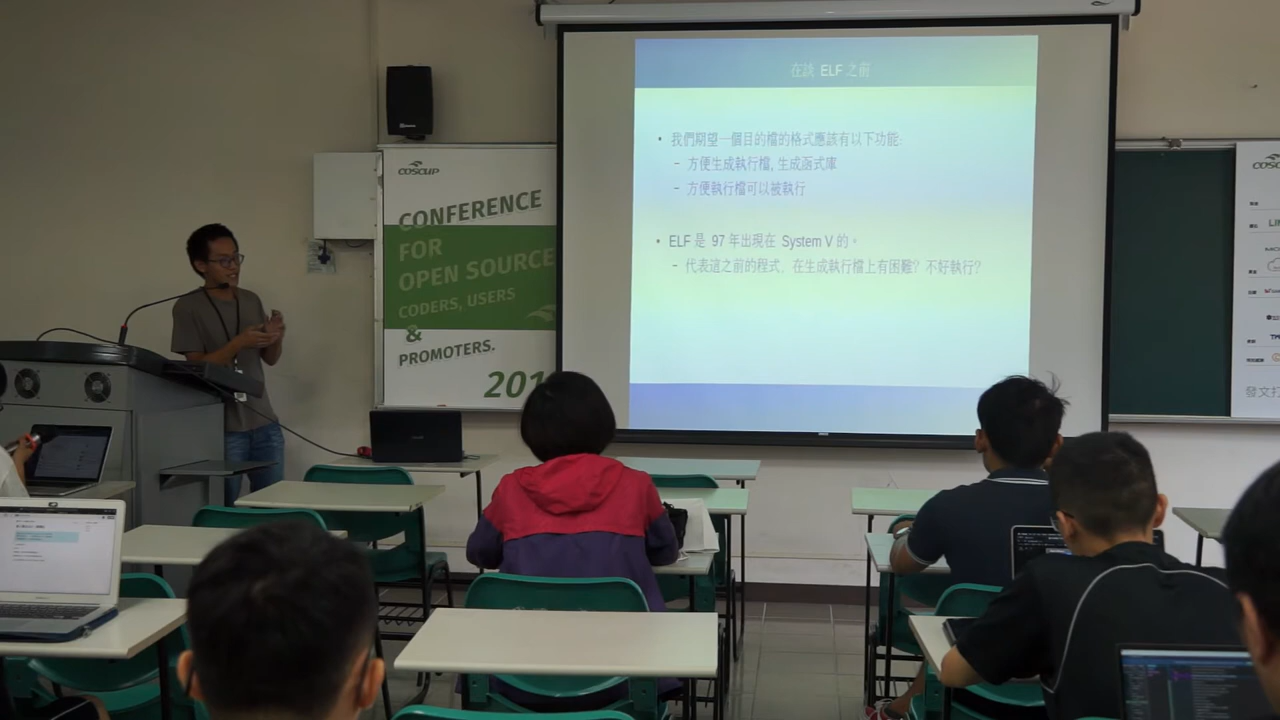 COSCUP
CONFERENCE
FOR
OPEN SOURCE
CODERS, USERS
&
PROMOTERS.
201
在談 ELF 之前
• 我們期望一個目的檔的格式應該有以下功能:
– 方便生成執行檔, 生成函式庫
– 方便執行檔可以被執行
• ELF 是 97 年出現在 System V 的。
– 代表這之前的程式, 在生成執行檔上有困難? 不好執行?
發文打